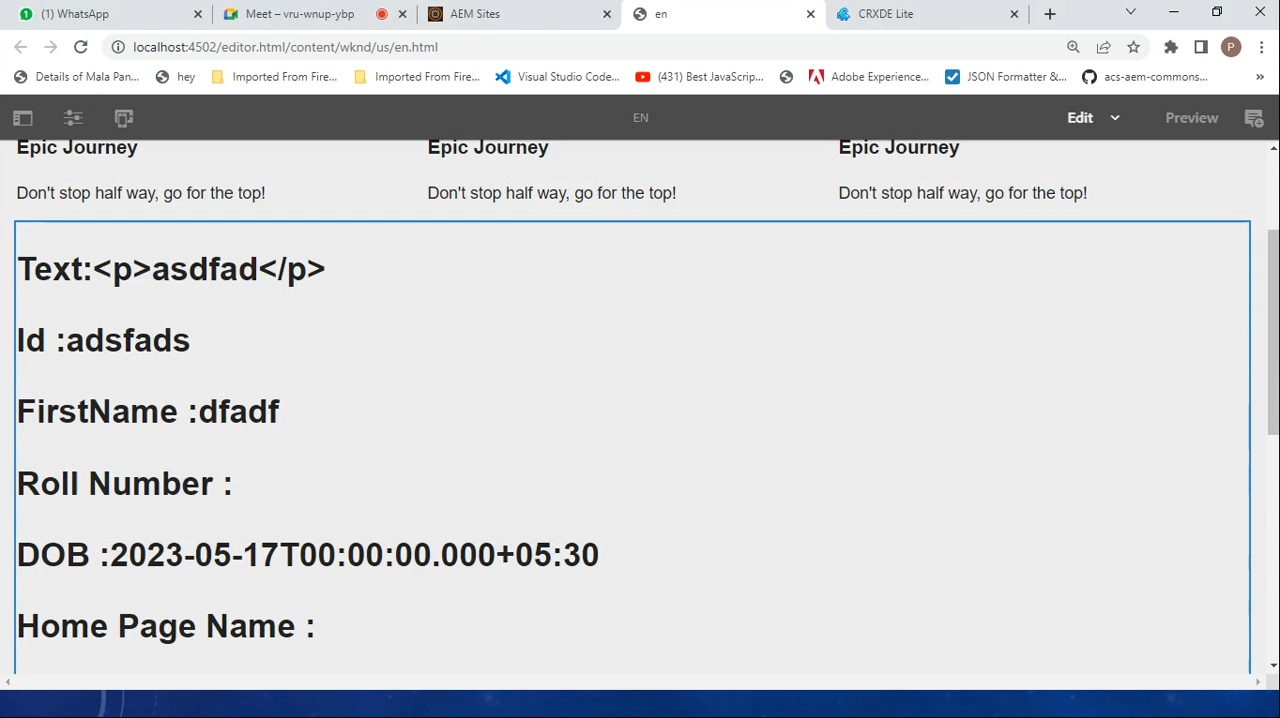 (1) WhatsApp
Meet – vru-wnup-ybp
AEM Sites
en
CRXDE Lite
localhost:4502/editor.html/content/wknd/us/en.html
P
Details of Mala Pan...
hey
Imported From Fire...
Imported From Fire...
Visual Studio Code...
(431) Best JavaScrip...
Adobe Experience...
JSON Formatter &...
acs-aem-commons...
»
EN
Edit
Preview
Epic Journey
Epic Journey
Epic Journey
Don't stop half way, go for the top!
Don't stop half way, go for the top!
Don't stop half way, go for the top!
Text:<p>asdfad</p>
Id :adsfads
FirstName :dfadf
Roll Number :
DOB :2023-05-17T00:00:00.000+05:30
Home Page Name :